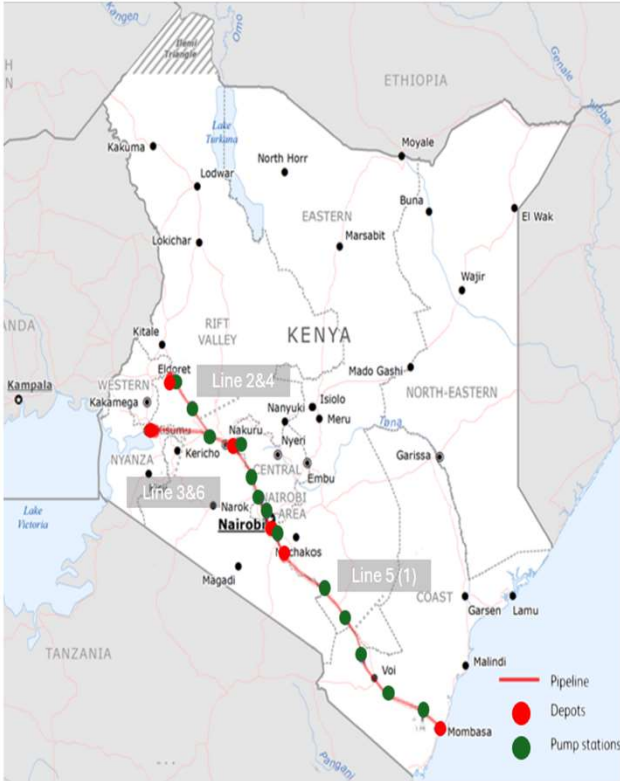 Kangen
Omo
Ilemi
Triangle
ETHIOPIA
Genale
Lake
Turkana
Kakuma
North Horr
Moyale
Lodwar
EASTERN
Buna
El Wak
Lokichar
Marsabit
Wajir
RIFT
VALLEY
KENYA
Kitale
ANDA
Eldoret
Line 2&4
Mado Gashi
Kampala
WESTERN
NORTH-EASTERN
Kakamega
Isiolo
Nanyuki
Meru
Tana
Kisumu
Nakuru
Nyeri
Garissa
NYANZA
Kericho
CENTRAL
Embu
Line 3&6
NAIROBI
AREA
Narok
Lake
Victoria
Nairobi
Machakos
Magadi
Line 5 (1)
COAST
Garsen
Lamu
TANZANIA
Voi
Malindi
Pipeline
Depots
Mombasa
Pump stations
Pangani